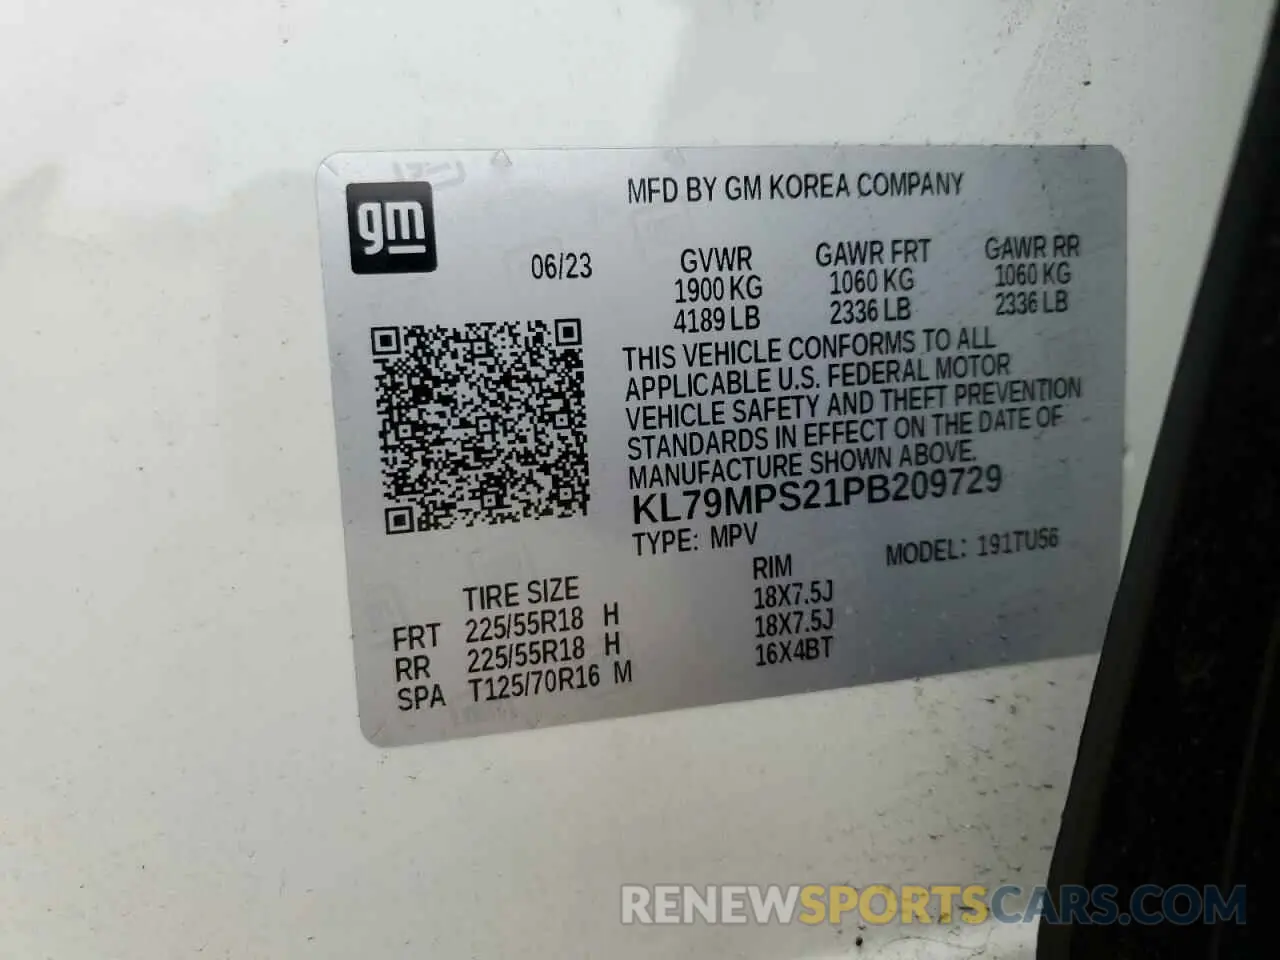 gm
MFD BY GM KOREA COMPANY
06/23
GVWR GAWR FRT GAWR RR
1900 KG 1060 KG 1060 KG
4189 LB 2336 LB 2336 LB
THIS VEHICLE CONFORMS TO ALL
APPLICABLE U.S. FEDERAL MOTOR
VEHICLE SAFETY AND THEFT PREVENTION
STANDARDS IN EFFECT ON THE DATE OF
MANUFACTURE SHOWN ABOVE.
KL79MPS21PB209729
TYPE: MPV MODEL: 191TU56
TIRE SIZE RIM
FRT 225/55R18 H 18X7.5J
RR 225/55R18 H 18X7.5J
SPA T125/70R16 M 16X4BT
RENEWSPORTSCARS.COM